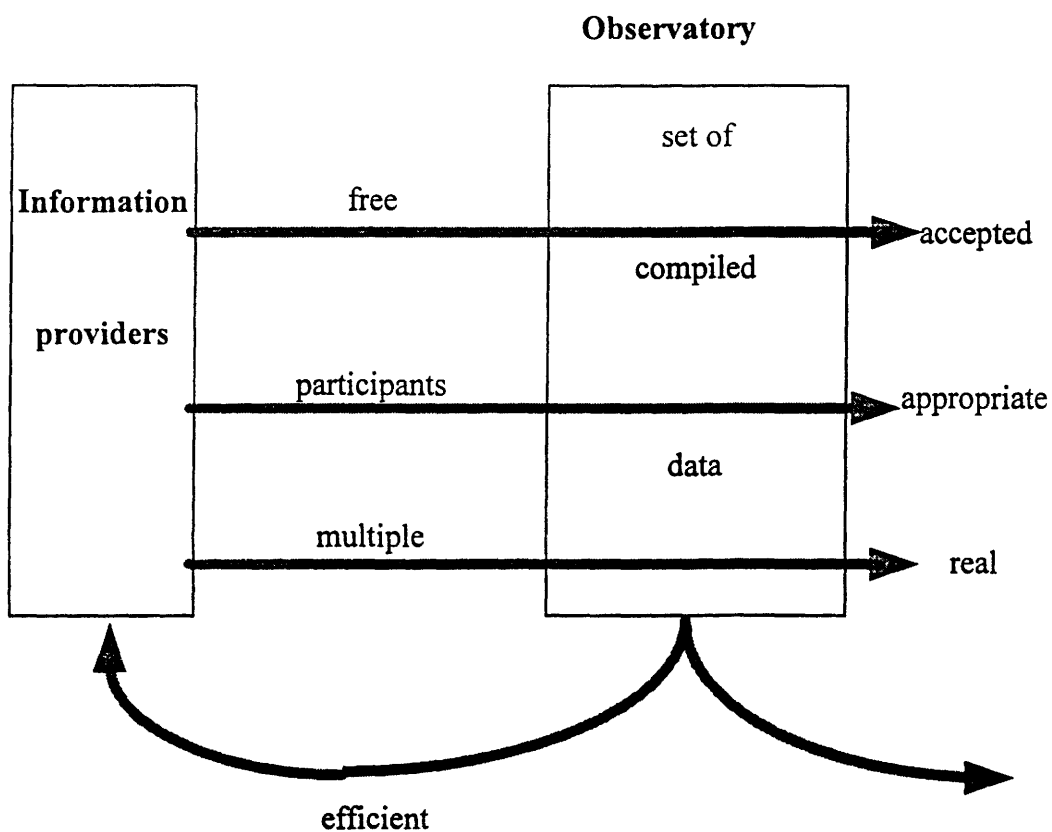 Observatory
set of
Information
free
accepted
compiled
providers
participants
appropriate
data
multiple
real
efficient